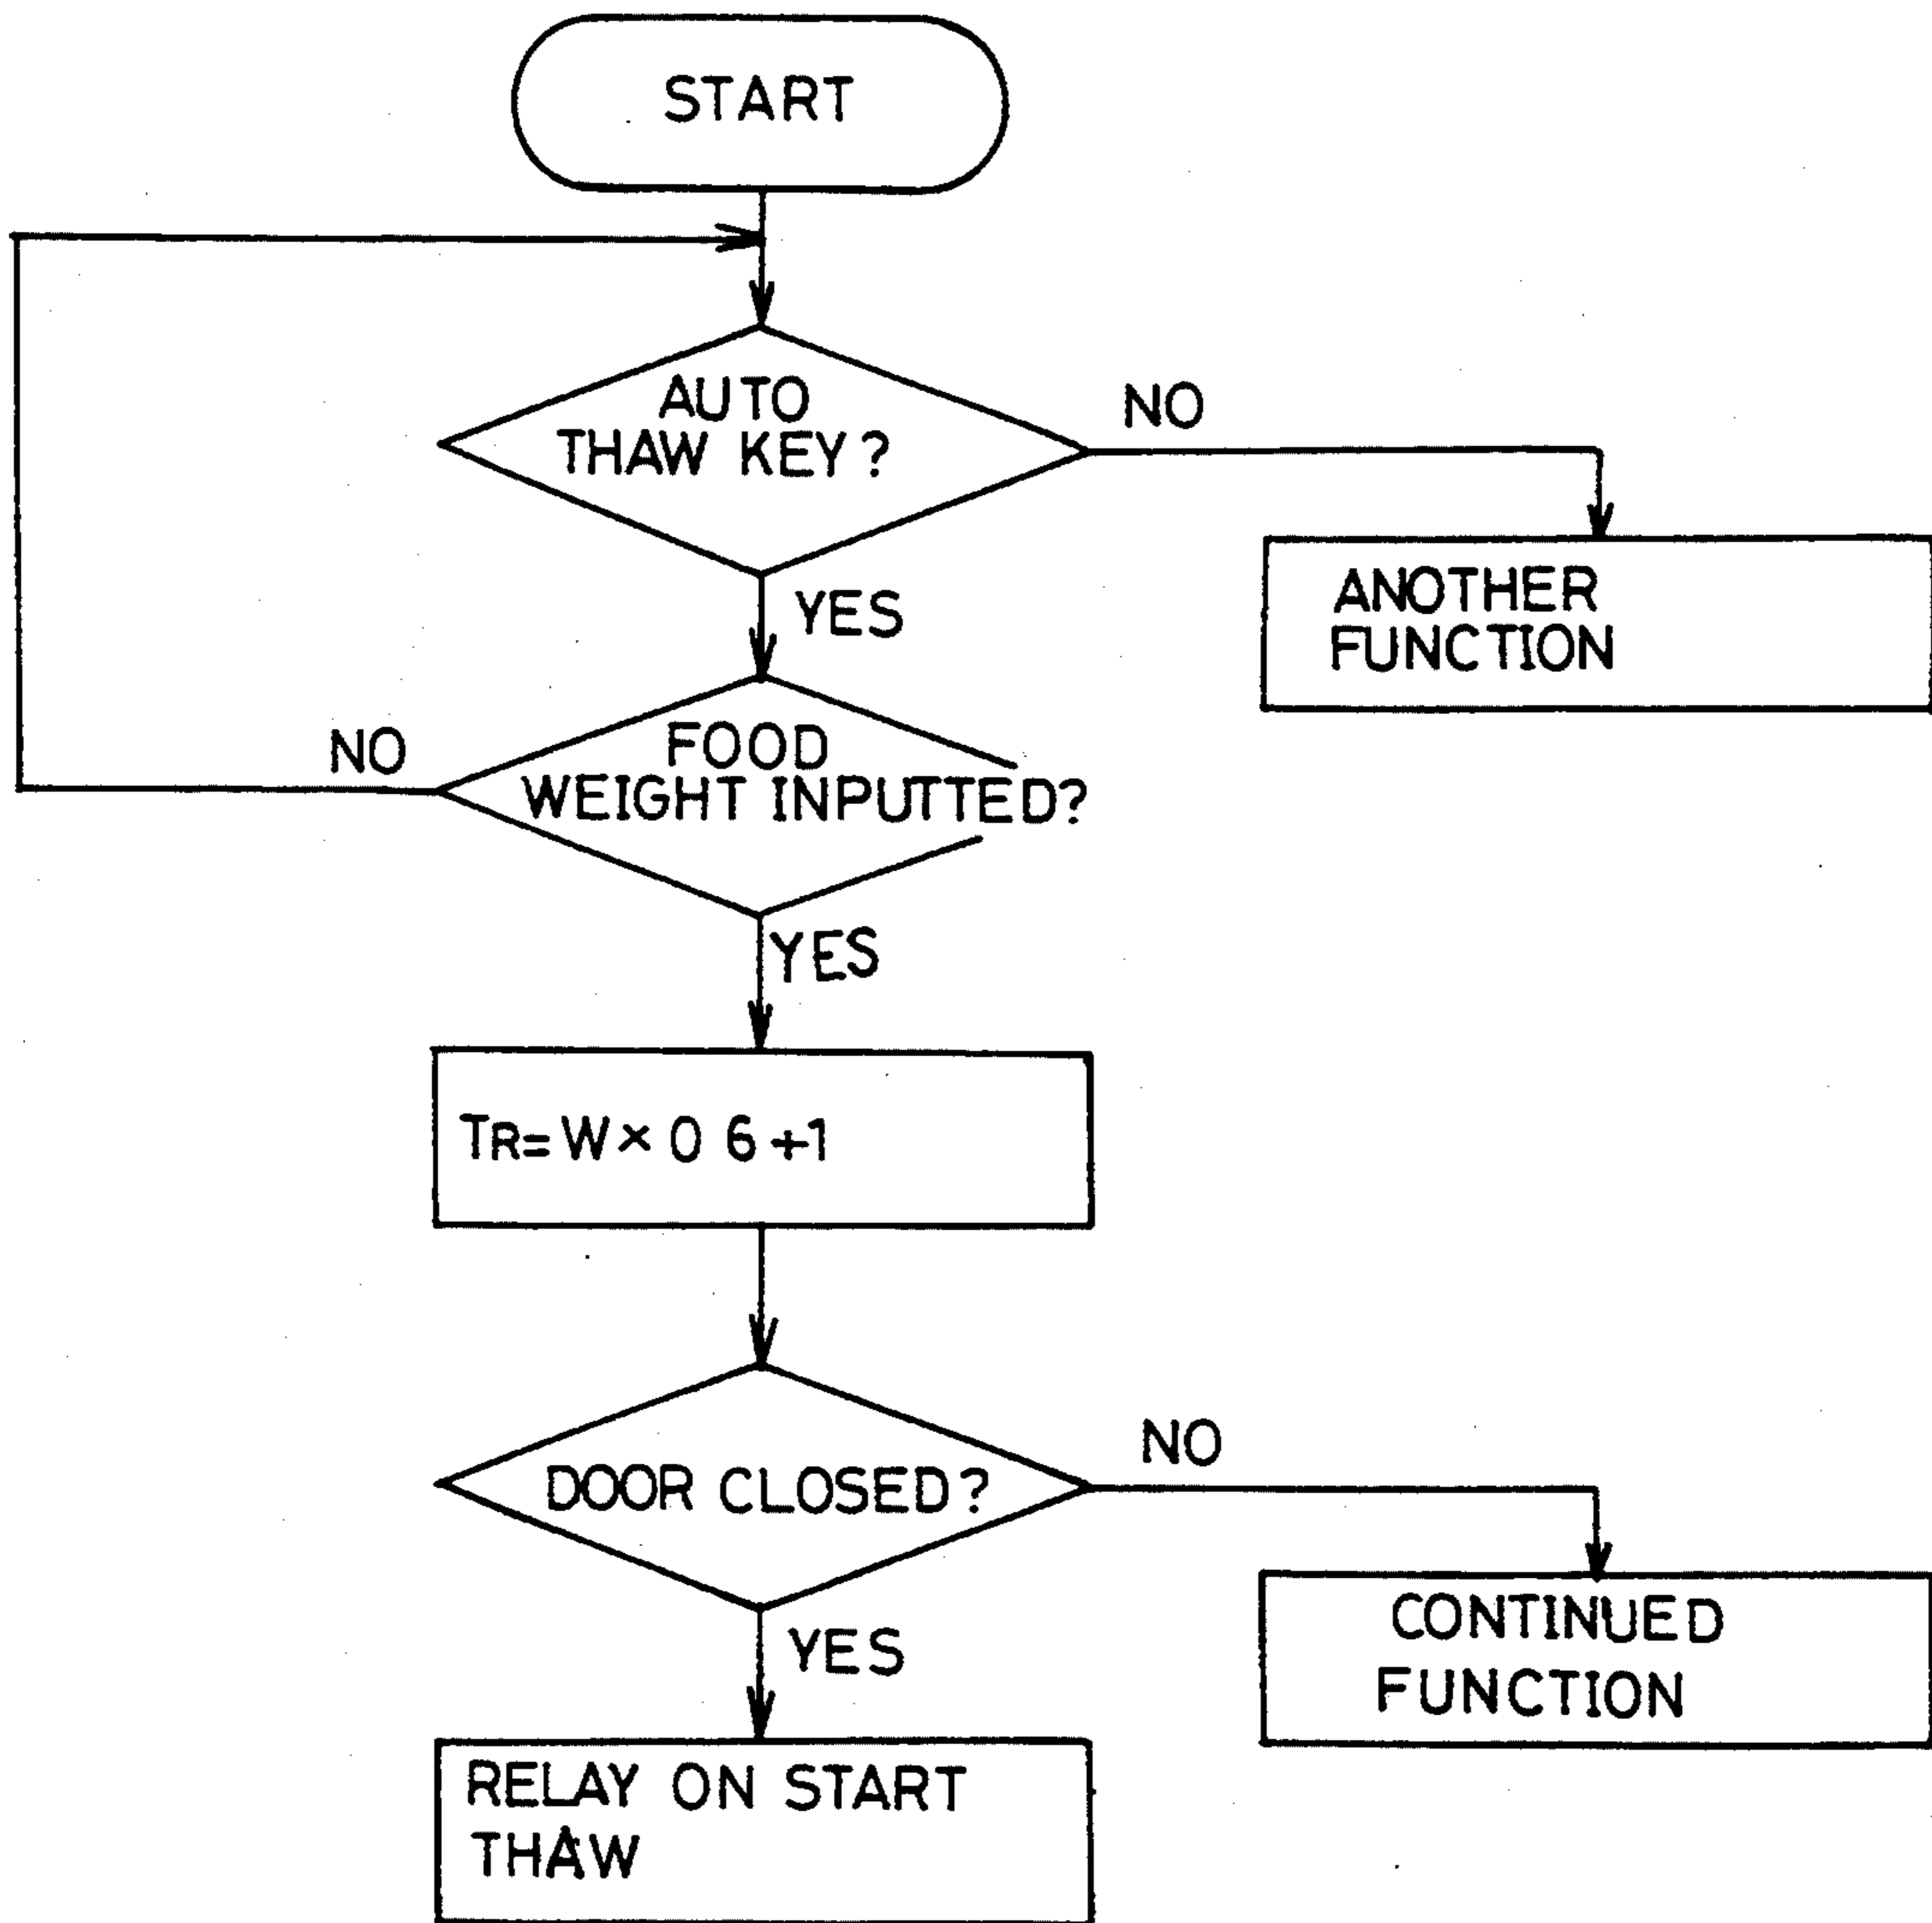 START
AUTO
THAW KEY?
NO
ANOTHER
FUNCTION
YES
FOOD
WEIGHT INPUTTED?
NO
YES
TR=W×0 6+1
DOOR CLOSED?
NO
CONTINUED
FUNCTION
YES
RELAY ON START
THAW